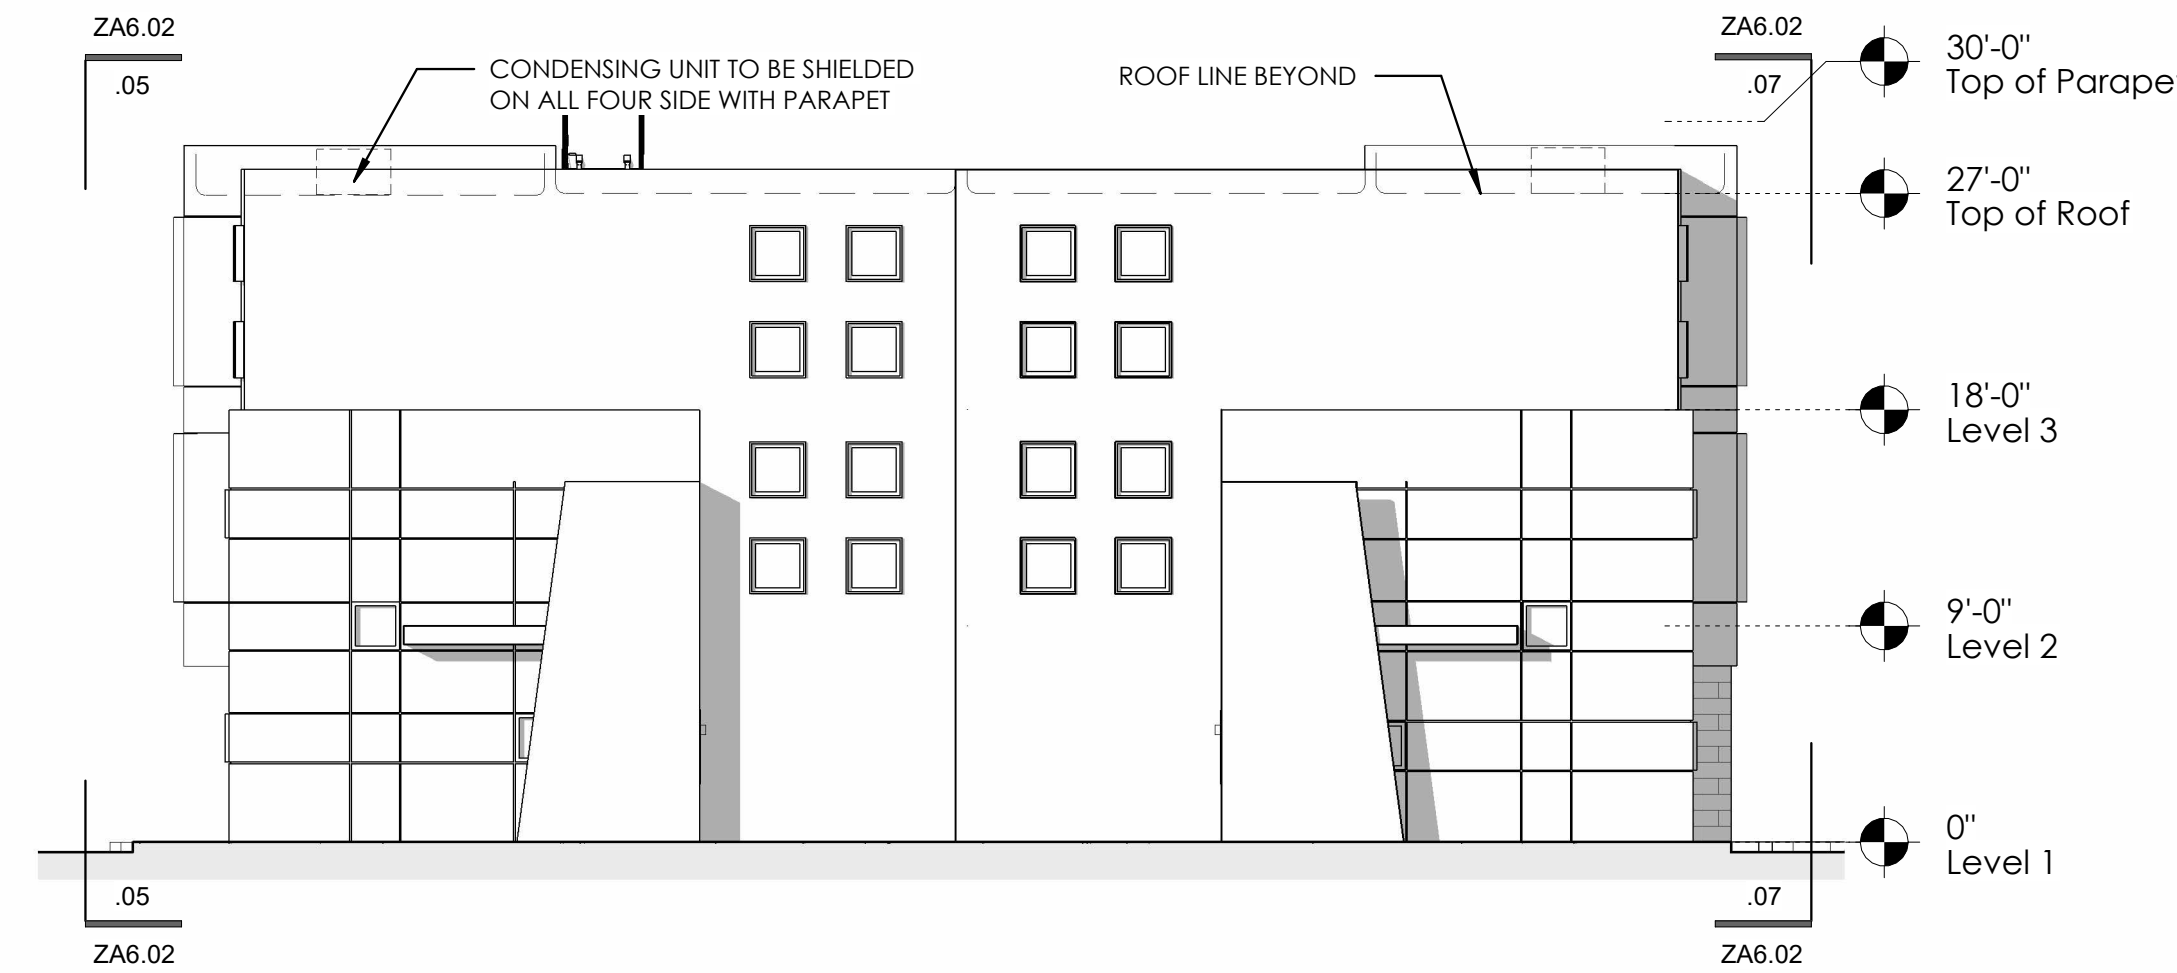 ZA6.02
.05
CONDENSING UNIT TO BE SHIELDED
ON ALL FOUR SIDE WITH PARAPET
ROOF LINE BEYOND
ZA6.02
.07
30'-0"
Top of Parape
27'-0"
Top of Roof
18'-0"
Level 3
9'-0"
Level 2
0"
Level 1
.05
ZA6.02
.07
ZA6.02